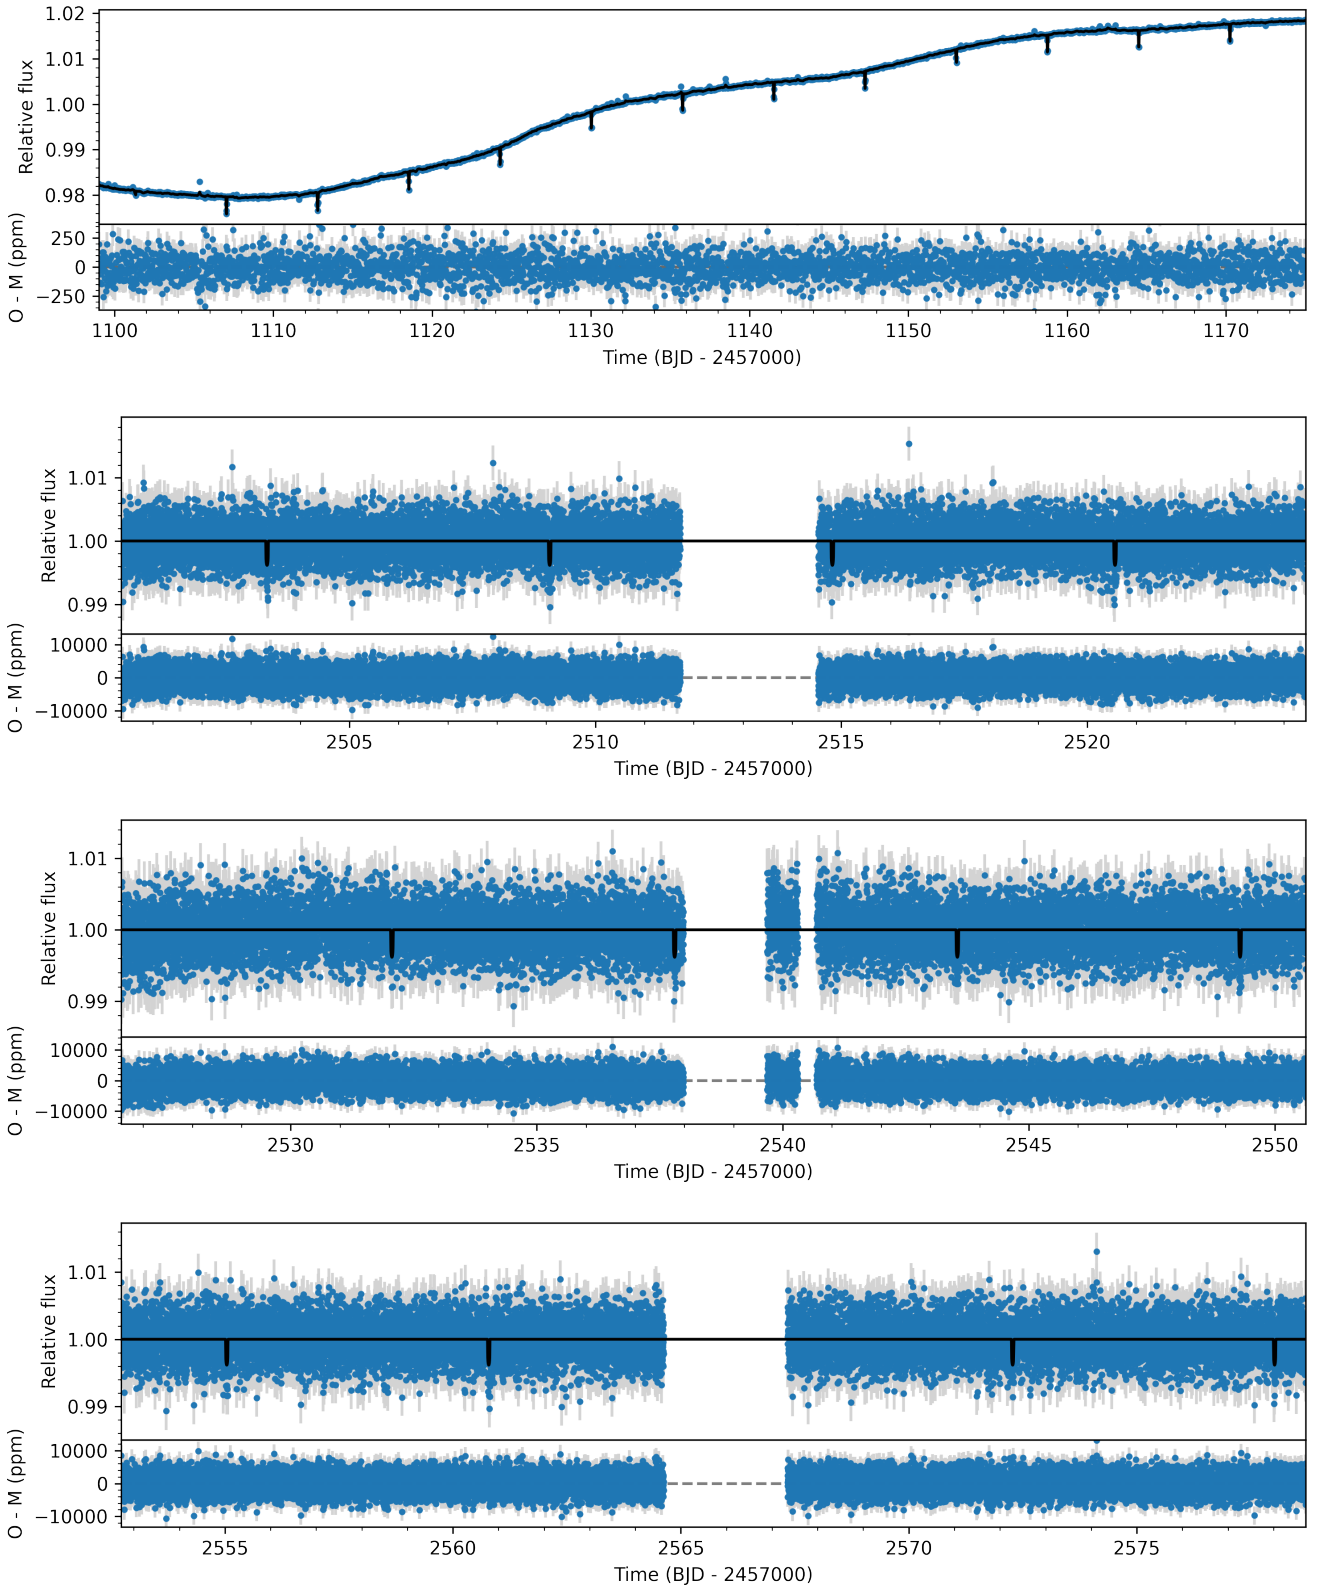 1.02
1.01
1.00
0.99
0.98
Relative flux
250
0
−250
O - M (ppm)
1100 1110 1120 1130 1140 1150 1160 1170
Time (BJD - 2457000)
1.01
1.00
0.99
Relative flux
10000
0
−10000
O - M (ppm)
2505 2510 2515 2520
Time (BJD - 2457000)
1.01
1.00
0.99
Relative flux
10000
0
−10000
O - M (ppm)
2530 2535 2540 2545 2550
Time (BJD - 2457000)
1.01
1.00
0.99
Relative flux
10000
0
−10000
O - M (ppm)
2555 2560 2565 2570 2575
Time (BJD - 2457000)